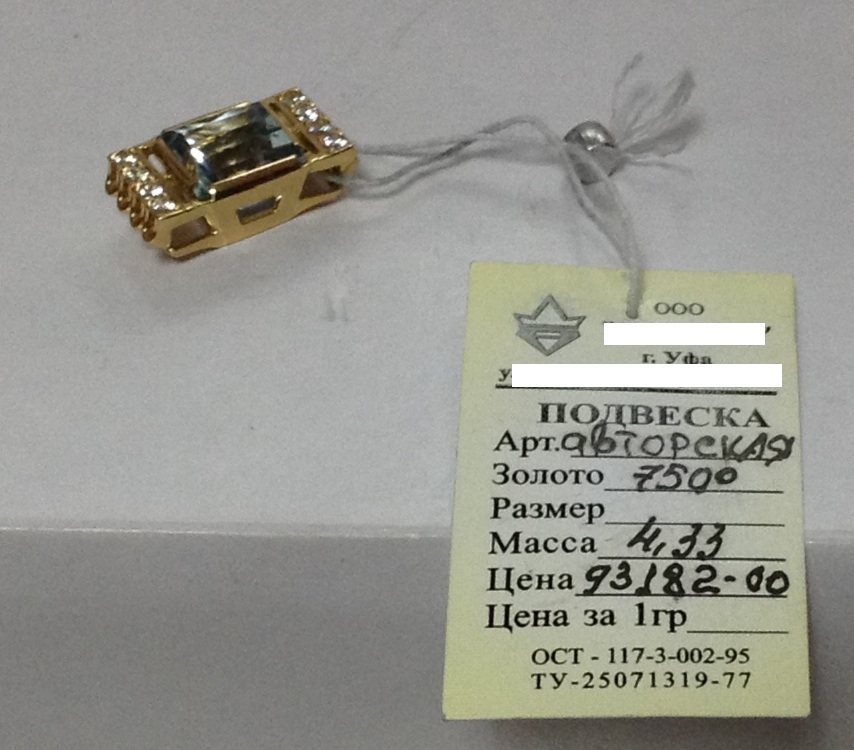 ООО
г. Уфа
ПОДВЕСКА
Арт. авторская
Золото 750°
Размер
Масса 4,33
Цена 93182-00
Цена за 1гр
ОСТ - 117-3-002-95
ТУ-25071319-77